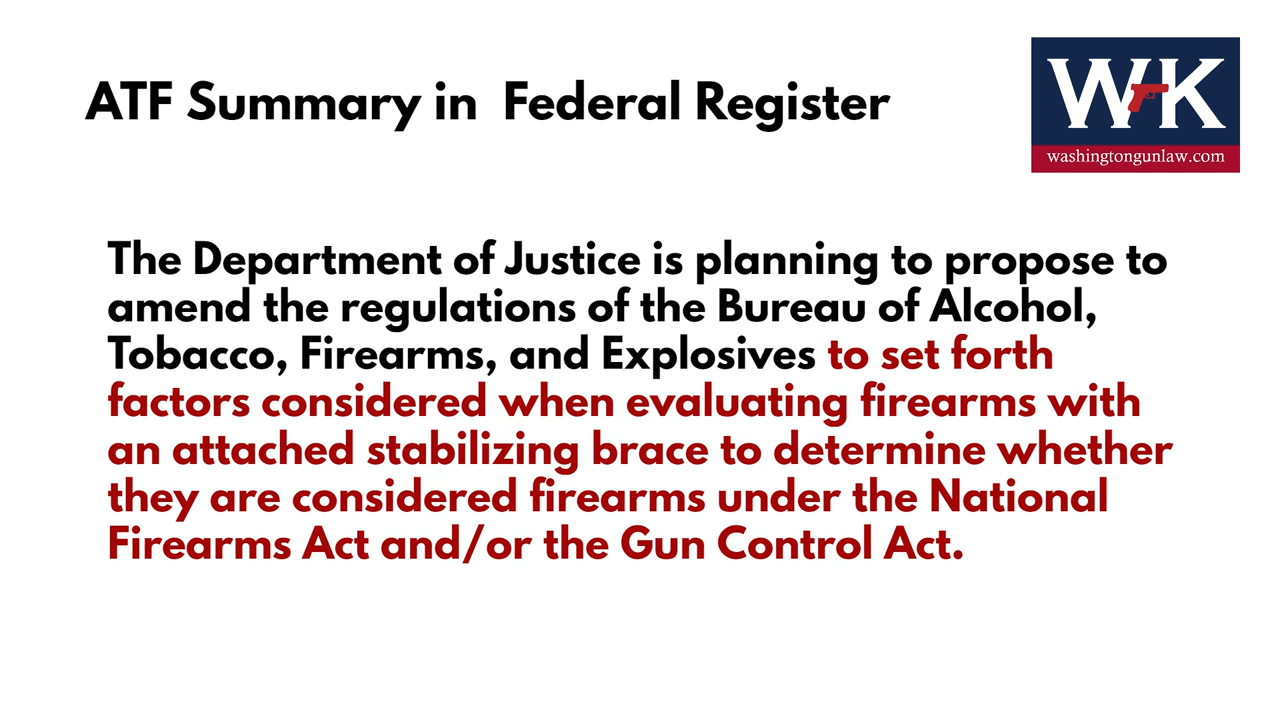 ATF Summary in Federal Register
WK
washingtongunlaw.com
The Department of Justice is planning to propose to
amend the regulations of the Bureau of Alcohol,
Tobacco, Firearms, and Explosives to set forth
factors considered when evaluating firearms with
an attached stabilizing brace to determine whether
they are considered firearms under the National
Firearms Act and/or the Gun Control Act.